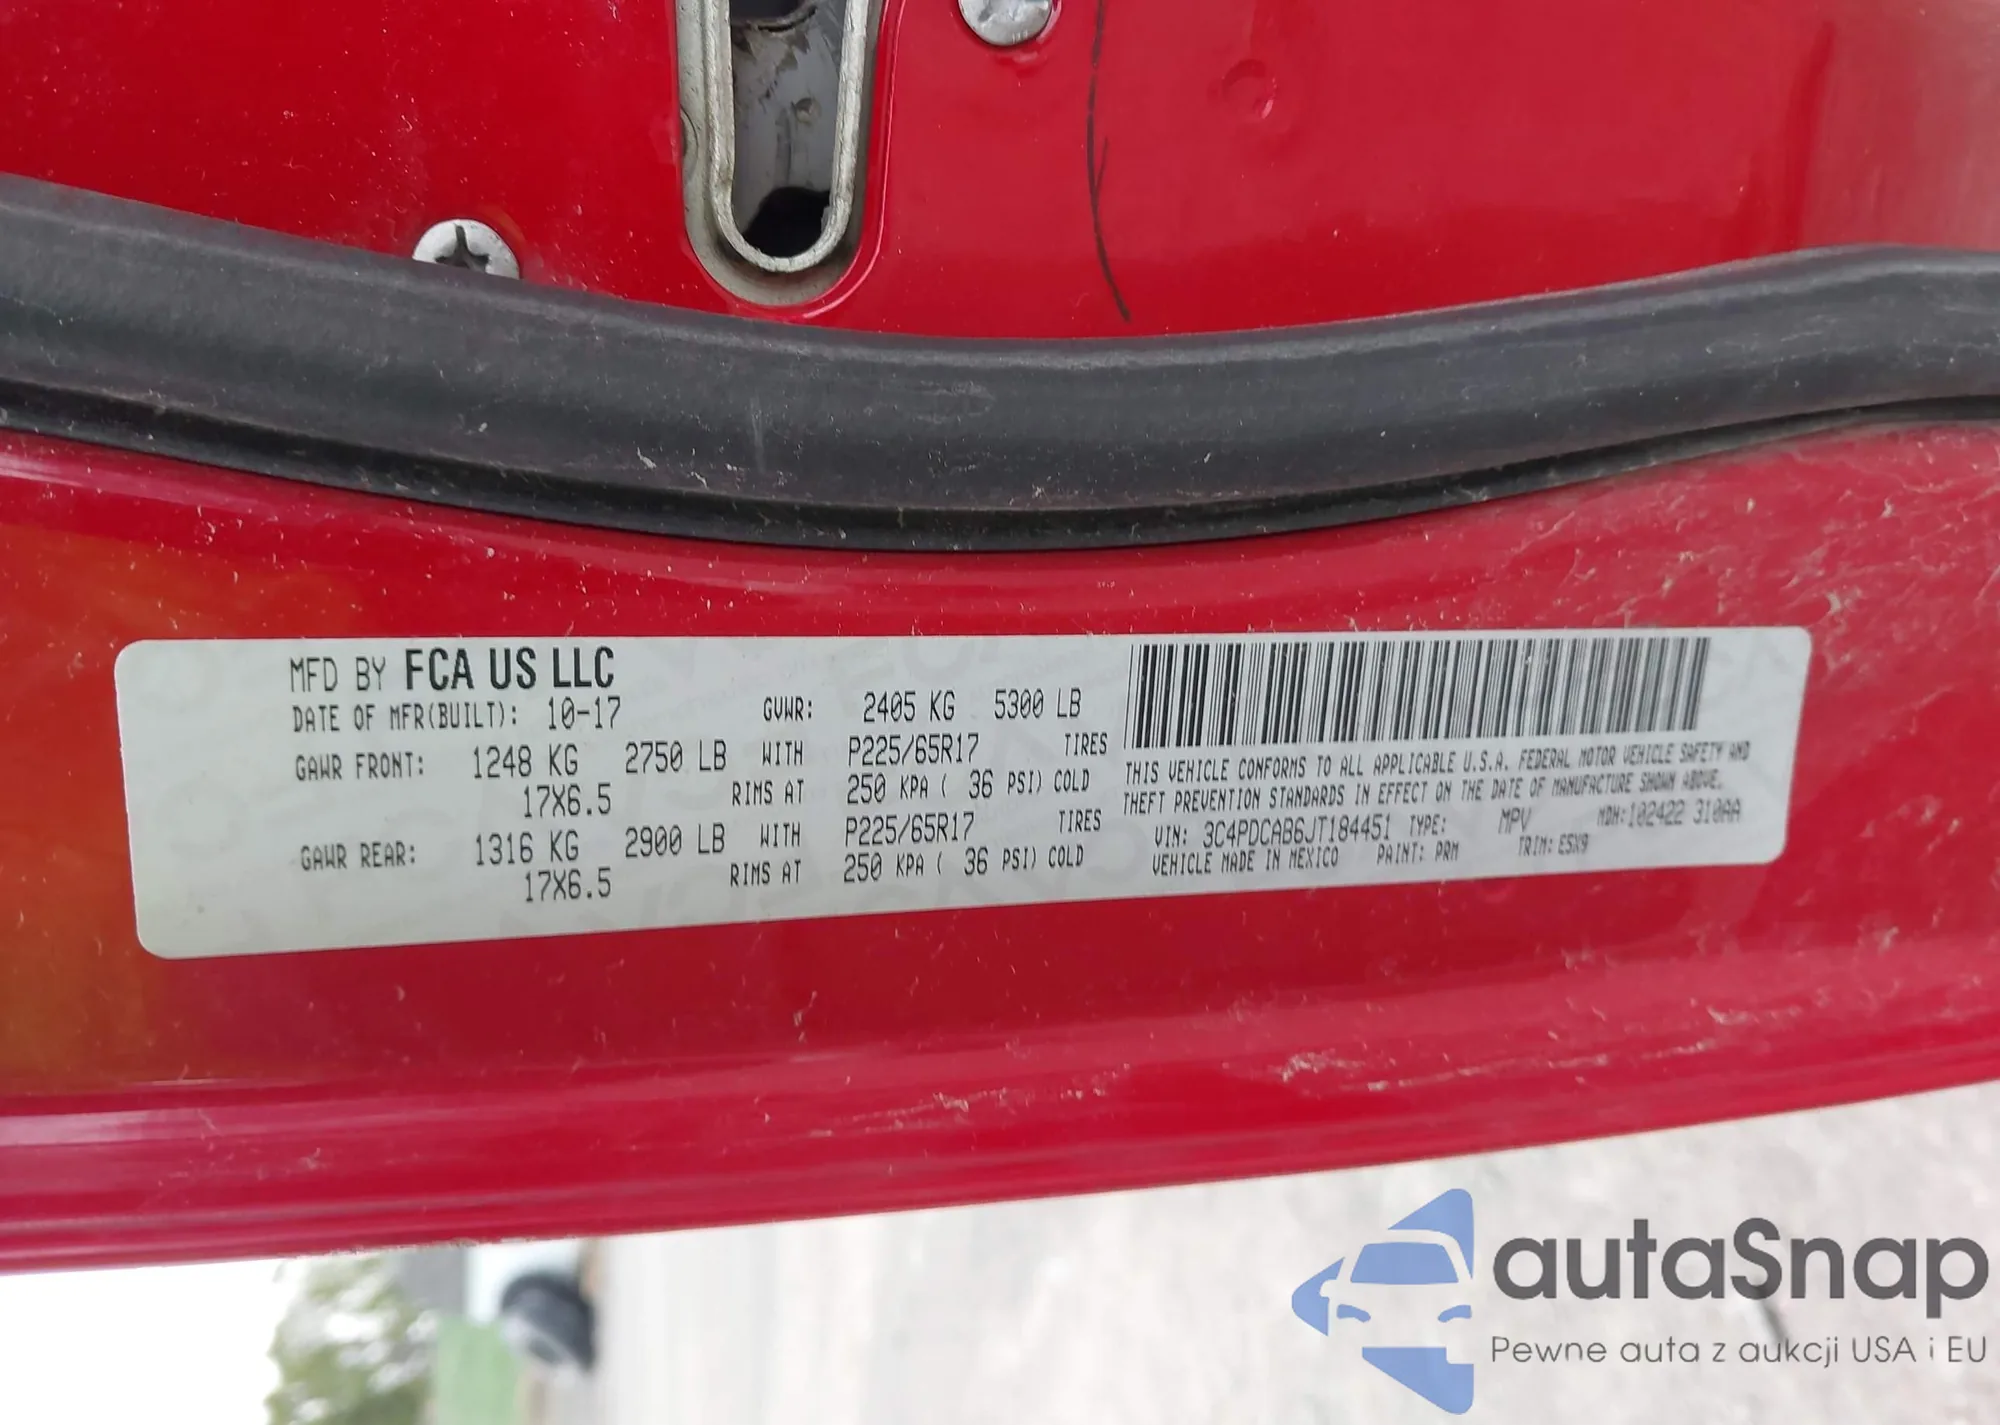 MFD BY FCA US LLC
DATE OF MFR(BUILT): 10-17 GVWR: 2405 KG 5300 LB
GAWR FRONT: 1248 KG 2750 LB WITH P225/65R17 TIRES
17X6.5 RIMS AT 250 KPA ( 36 PSI) COLD
GAWR REAR: 1316 KG 2900 LB WITH P225/65R17 TIRES
17X6.5 RIMS AT 250 KPA ( 36 PSI) COLD
THIS VEHICLE CONFORMS TO ALL APPLICABLE U.S.A. FEDERAL MOTOR VEHICLE SAFETY AND
THEFT PREVENTION STANDARDS IN EFFECT ON THE DATE OF MANUFACTURE SHOWN ABOVE.
VIN: 3C4PDCAB6JT184451 TYPE: MPV MDH:102422 310AA
VEHICLE MADE IN MEXICO PAINT: PRM TRIM: E5X9
autaSnap
Pewne auta z aukcji USA i EU